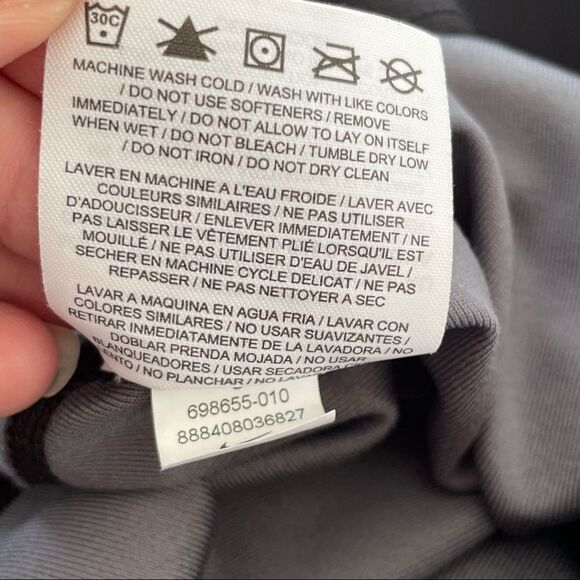 30C
MACHINE WASH COLD / WASH WITH LIKE COLORS
/ DO NOT USE SOFTENERS / REMOVE
IMMEDIATELY / DO NOT ALLOW TO LAY ON ITSELF
WHEN WET / DO NOT BLEACH / TUMBLE DRY LOW
/ DO NOT IRON / DO NOT DRY CLEAN
LAVER EN MACHINE A L'EAU FROIDE / LAVER AVEC
COULEURS SIMILAIRES / NE PAS UTILISER
D'ADOUCISSEUR / ENLEVER IMMEDIATEMENT / NE
PAS LAISSER LE VÊTEMENT PLIÉ LORSQU'IL EST
MOUILLÉ / NE PAS UTILISER D'EAU DE JAVEL /
SECHER EN MACHINE CYCLE DELICAT / NE PAS
REPASSER / NE PAS NETTOYER A SEC
LAVAR A MAQUINA EN AGUA FRIA / LAVAR CON
COLORES SIMILARES / NO USAR SUAVIZANTES /
RETIRAR INMEDIATAMENTE DE LA LAVADORA / NO
DOBLAR PRENDA MOJADA / NO USAR
BLANQUEADORES / USAR SECADORA
NO PLANCHAR / NO
698655-010
888408036827